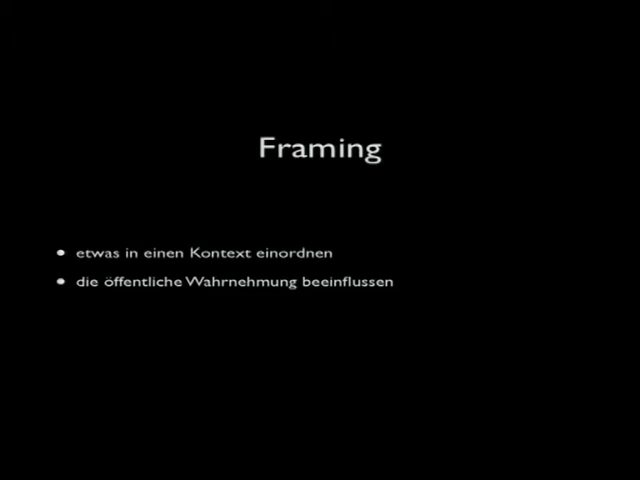 Framing
• etwas in einen Kontext einordnen
• die öffentliche Wahrnehmung beeinflussen